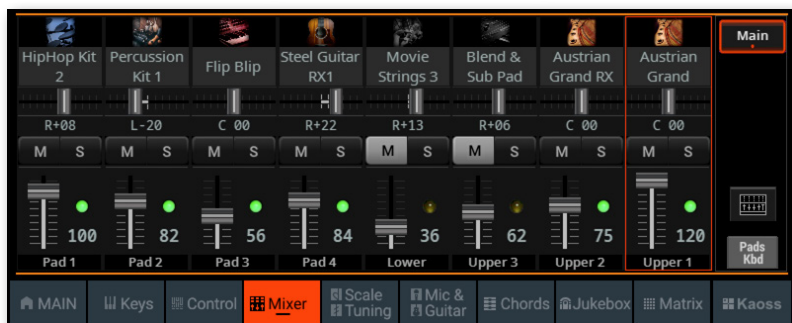 HipHop Kit 2
Percussion Kit 1
Flip Blip
Steel Guitar RX1
Movie Strings 3
Blend & Sub Pad
Austrian Grand RX
Austrian Grand
Main
R+08 L-20 C 00 R+22 R+13 R+06 C 00 C 00
M S M S M S M S M S M S M S M S
100 82 56 84 36 62 75 120
Pads
Kbd
Pad 1 Pad 2 Pad 3 Pad 4 Lower Upper 3 Upper 2 Upper 1
MAIN Keys Control Mixer Scale Tuning Mic & Guitar Chords Jukebox Matrix Kaoss